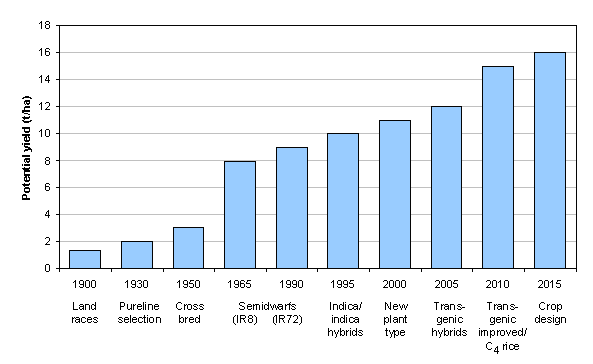 18
16
14
12
10
8
6
4
2
0
Potential yield (t/ha)
1900 1930 1950 1965 1990 1995 2000 2005 2010 2015
Land Pureline Cross Semidwarfs Indica/ New Trans- Trans- Crop
races selection bred (IR8) (IR72) indica plant genic genic design
hybrids type hybrids improved/
C4 rice